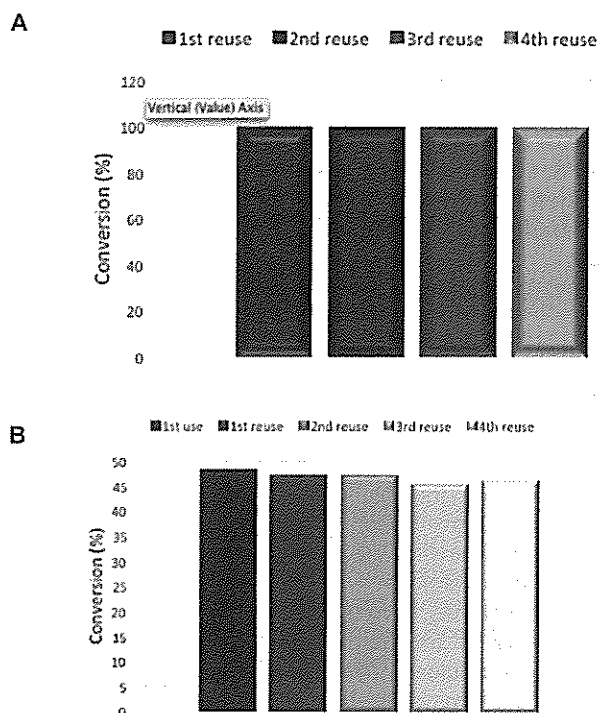 A
1st reuse 2nd reuse 3rd reuse 4th reuse
120
Vertical (Value) Axis
100
80
60
40
20
0
Conversion (%)
B
1st use 1st reuse 2nd reuse 3rd reuse 4th reuse
50
45
40
35
30
25
20
15
10
5
0
Conversion (%)